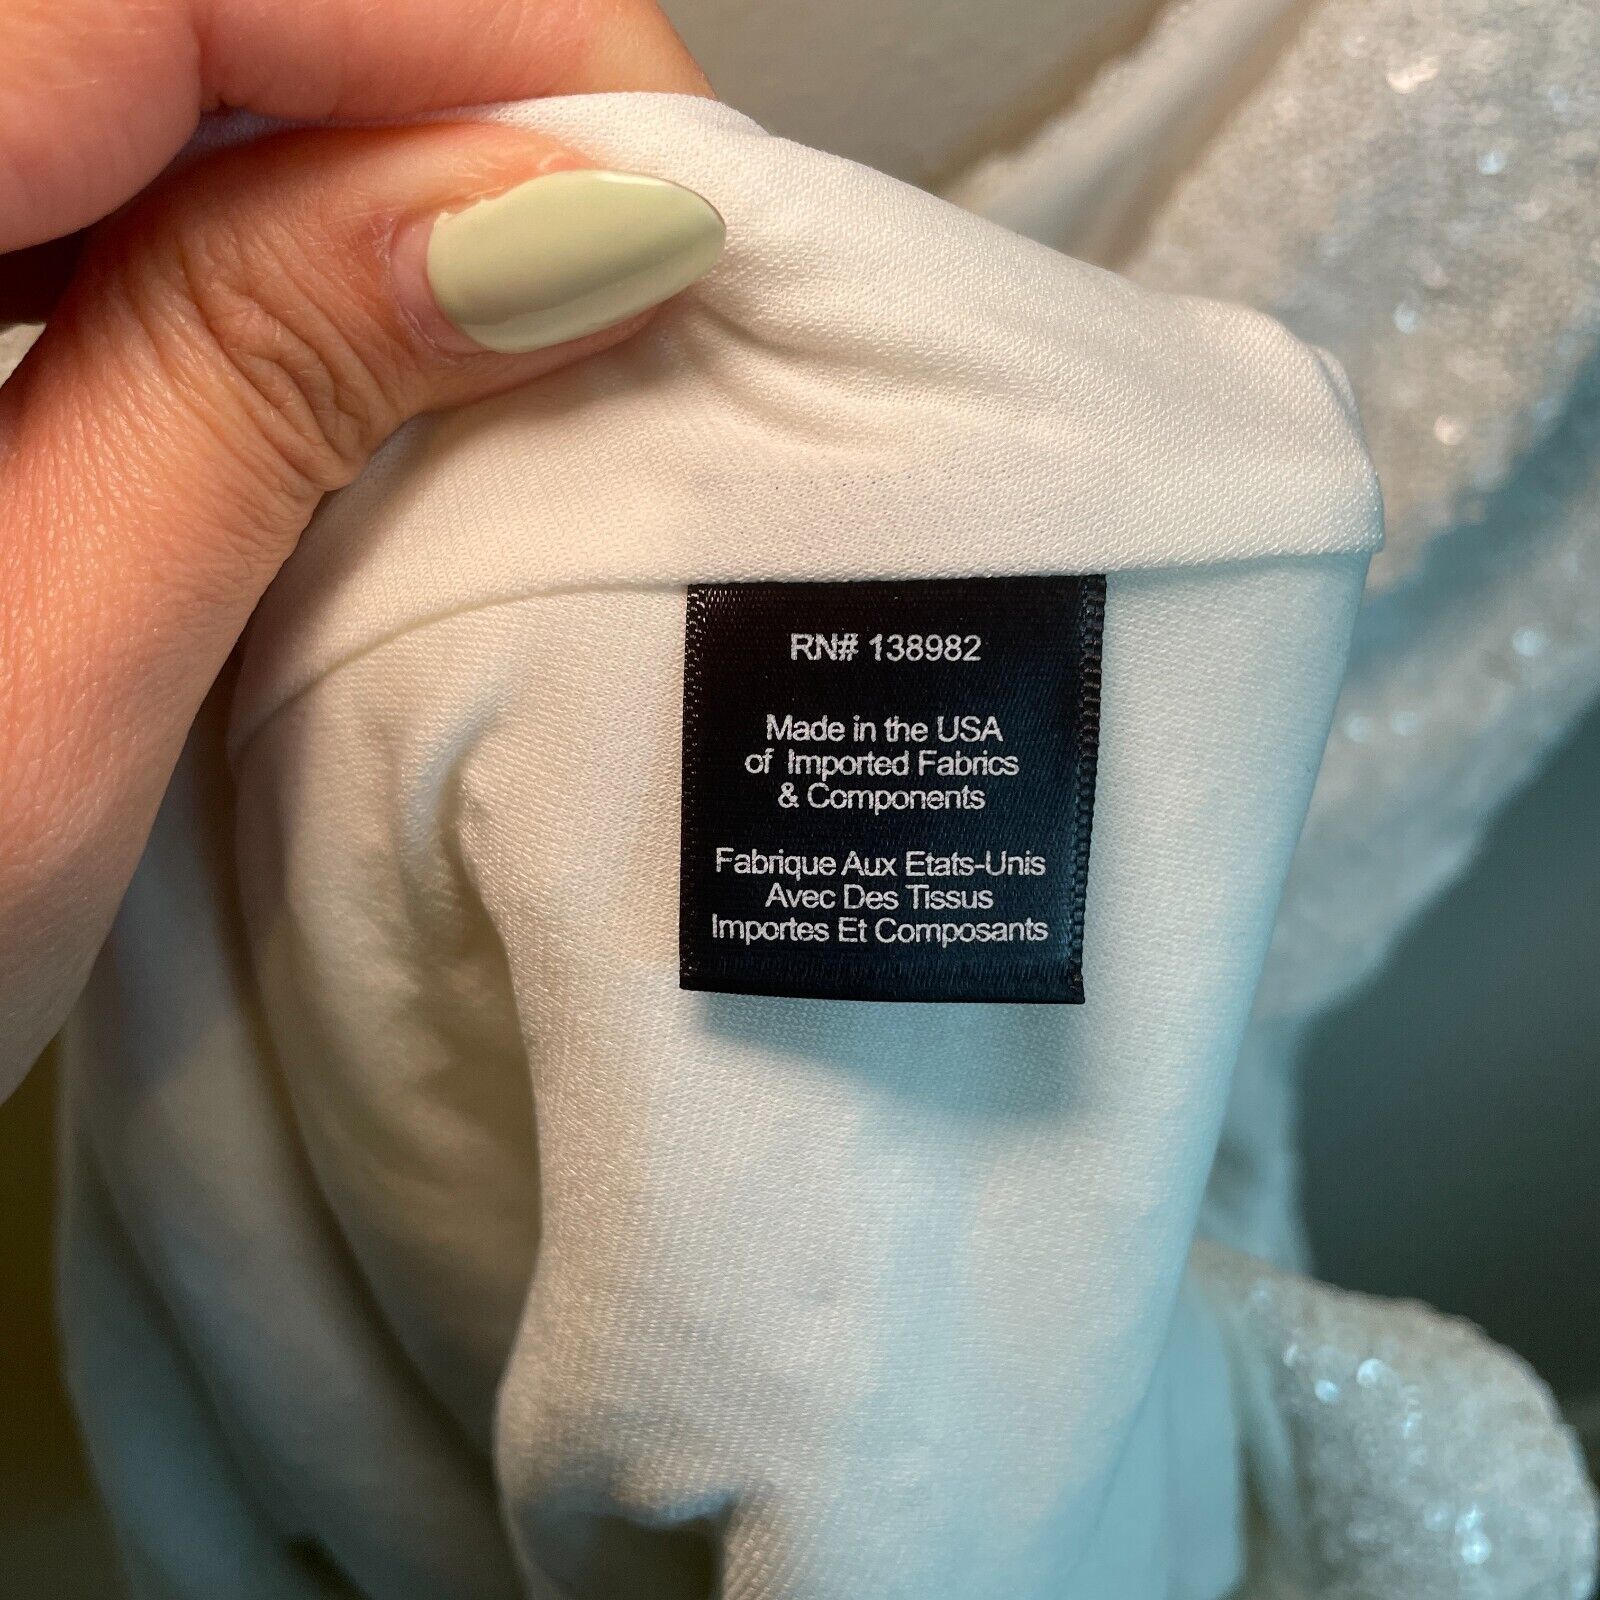 RN# 138982
Made in the USA
of Imported Fabrics
& Components
Fabrique Aux Etats-Unis
Avec Des Tissus
Importes Et Composants